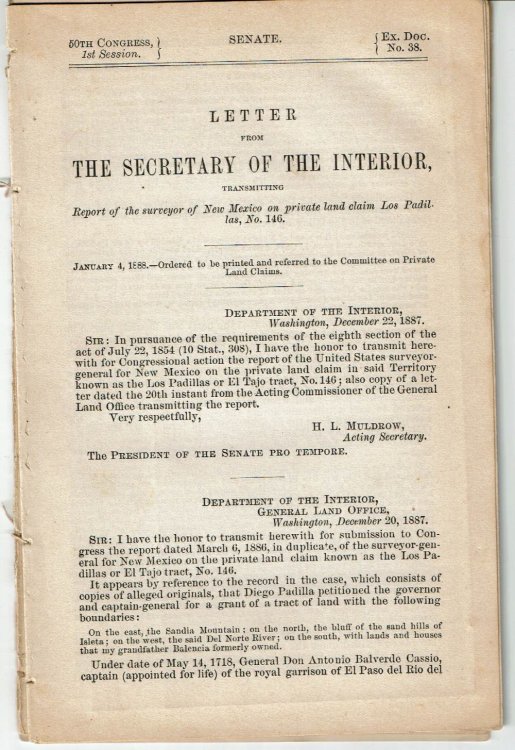 50TH CONGRESS, SENATE. Ex. Doc.
1st Session. No. 38.
LETTER
FROM
THE SECRETARY OF THE INTERIOR,
TRANSMITTING
Report of the surveyor of New Mexico on private land claim Los Padil-
las, No. 146.
JANUARY 4, 1888.—Ordered to be printed and referred to the Committee on Private
Land Claims.
DEPARTMENT OF THE INTERIOR,
Washington, December 22, 1887.
SIR: In pursuance of the requirements of the eighth section of the
act of July 22, 1854 (10 Stat., 308), I have the honor to transmit here-
with for Congressional action the report of the United States surveyor-
general for New Mexico on the private land claim in said Territory
known as the Los Padillas or El Tajo tract, No. 146; also copy of a let-
ter dated the 20th instant from the Acting Commissioner of the General
Land Office transmitting the report.
Very respectfully,
H. L. MULDROW,
Acting Secretary.
The PRESIDENT OF THE SENATE PRO TEMPORE.
DEPARTMENT OF THE INTERIOR,
GENERAL LAND OFFICE,
Washington, December 20, 1887.
SIR: I have the honor to transmit herewith for submission to Con-
gress the report dated March 6, 1886, in duplicate, of the surveyor-gen-
eral for New Mexico on the private land claim known as the Los Pa-
dillas or El Tajo tract, No. 146.
It appears by reference to the record in the case, which consists of
copies of alleged originals, that Diego Padilla petitioned the governor
and captain-general for a grant of a tract of land with the following
boundaries:
On the east, the Sandia Mountain; on the north, the bluff of the sand hills of
Isleta; on the west, the said Del Norte River; on the south, with lands and houses
that my grandfather Balencia formerly owned.
Under date of May 14, 1718, General Don Antonio Balverde Cassio,
captain (appointed for life) of the royal garrison of El Paso del Rio del